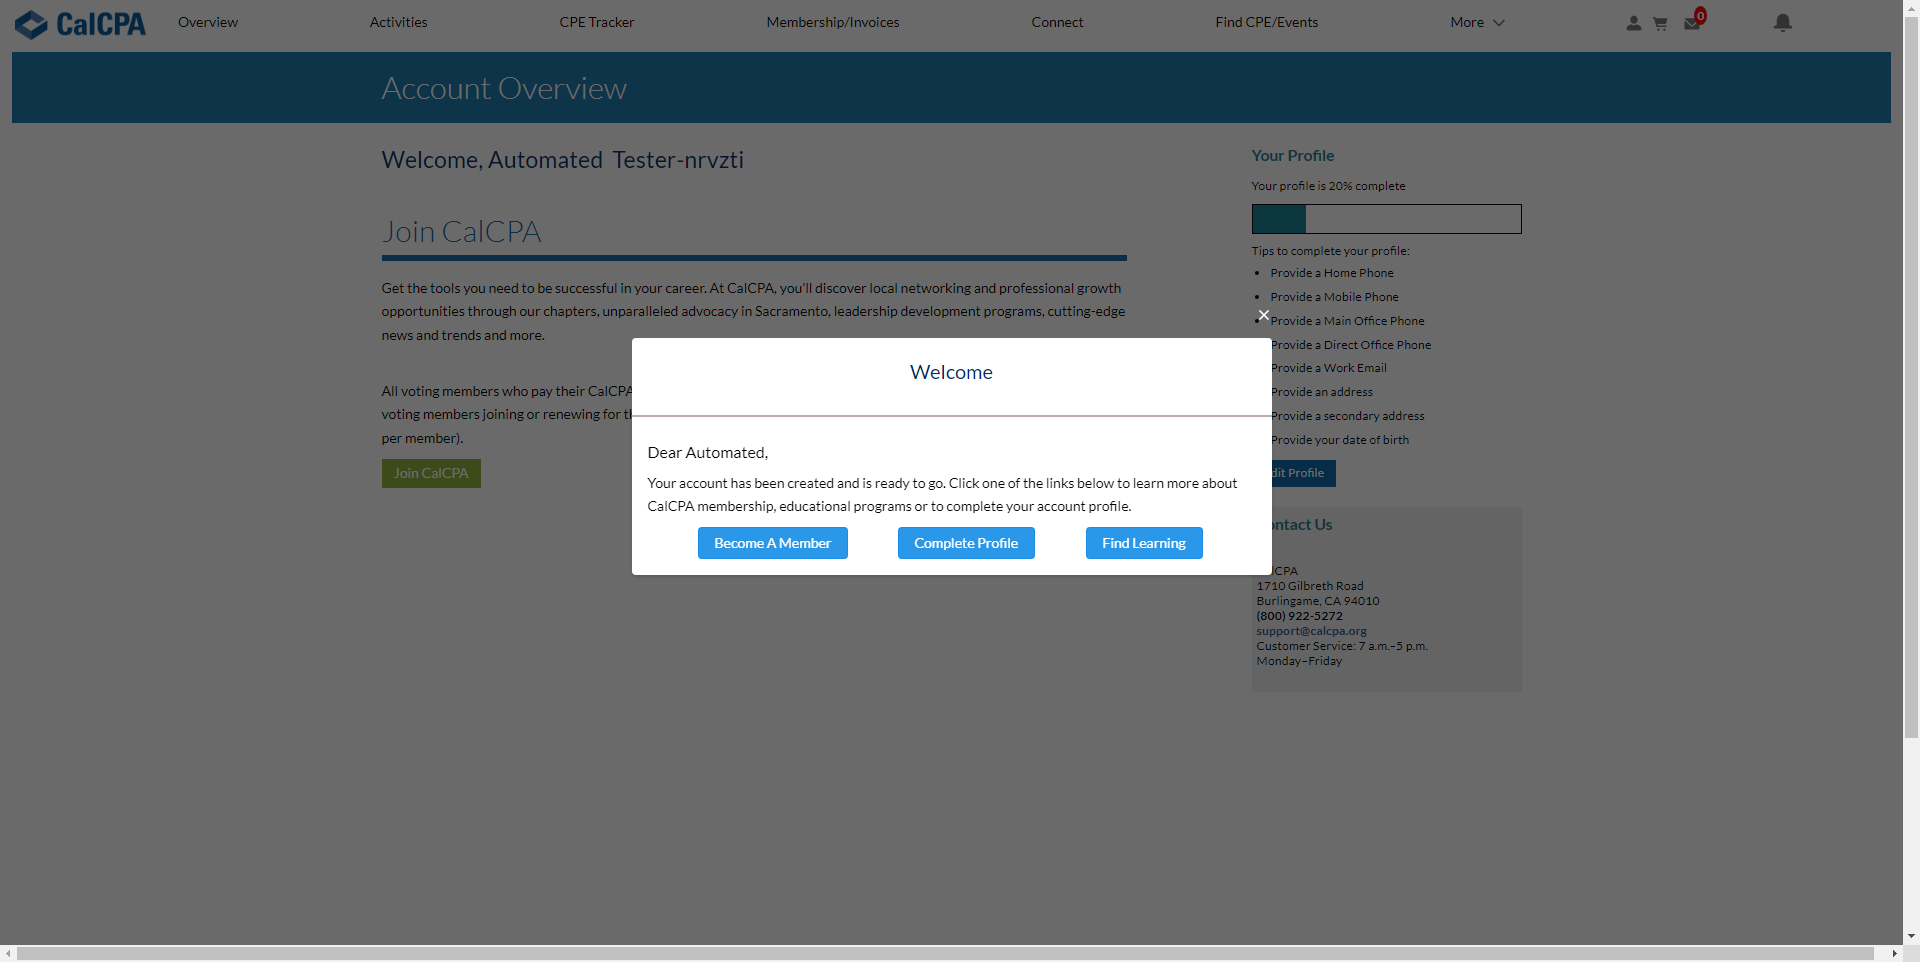 CalCPA
Overview
Activities
CPE Tracker
Membership/Invoices
Connect
Find CPE/Events
More
0
Account Overview
Welcome, Automated Tester-nrvzti
Join CalCPA
Get the tools you need to be successful in your career. At CalCPA, you'll discover local networking and professional growth
opportunities through our chapters, unparalleled advocacy in Sacramento, leadership development programs, cutting-edge
news and trends and more.
All voting members who pay their CalCPA
voting members joining or renewing for
per member).
Join CalCPA
Welcome
Dear Automated,
Your account has been created and is ready to go. Click one of the links below to learn more about
CalCPA membership, educational programs or to complete your account profile.
Become A Member
Complete Profile
Find Learning
Your Profile
Your profile is 20% complete
Tips to complete your profile:
Provide a Home Phone
Provide a Mobile Phone
Provide a Main Office Phone
Provide a Direct Office Phone
Provide a Work Email
Provide an address
Provide a secondary address
Provide your date of birth
dit Profile
ntact Us
CPA
1710 Gilbreth Road
Burlingame, CA 94010
(800) 922-5272
support@calcpa.org
Customer Service: 7 a.m.–5 p.m.
Monday–Friday